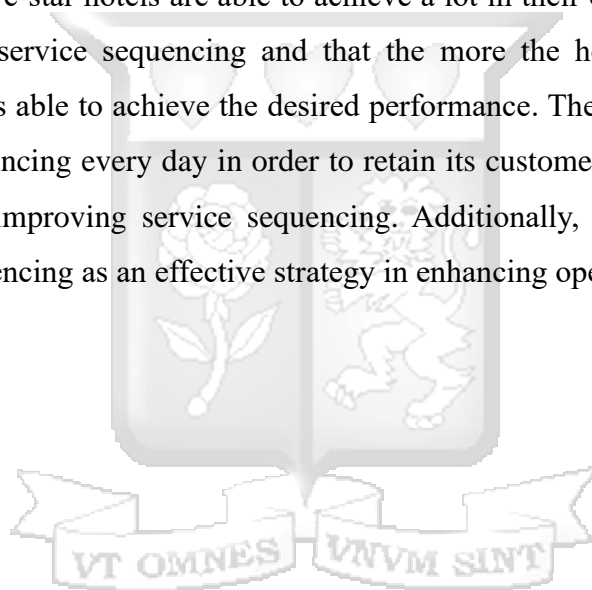 ve star hotels are able to achieve a lot in their
service sequencing and that the more the h
s able to achieve the desired performance. The
ncing every day in order to retain its custome
improving service sequencing. Additionally,
encing as an effective strategy in enhancing ope
VT OMNES VNVM SINT